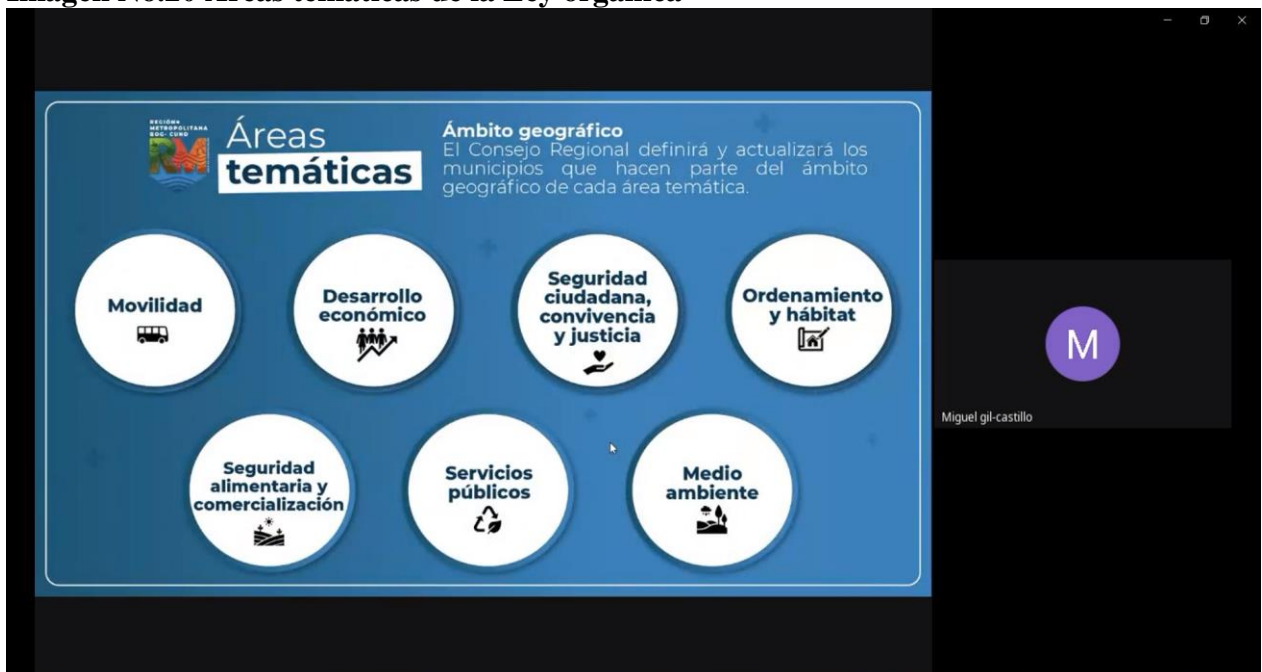 Imagen No.20 Áreas temáticas de la Ley orgánica
REGIÓN
METROPOLITANA
BOG- CUND
RM
Áreas
temáticas
Ámbito geográfico
El Consejo Regional definirá y actualizará los
municipios que hacen parte del ámbito
geográfico de cada área temática.
Movilidad
Desarrollo
económico
Seguridad
ciudadana,
convivencia
y justicia
Ordenamiento
y hábitat
Seguridad
alimentaria y
comercialización
Servicios
públicos
Medio
ambiente
M
Miguel gil-castillo